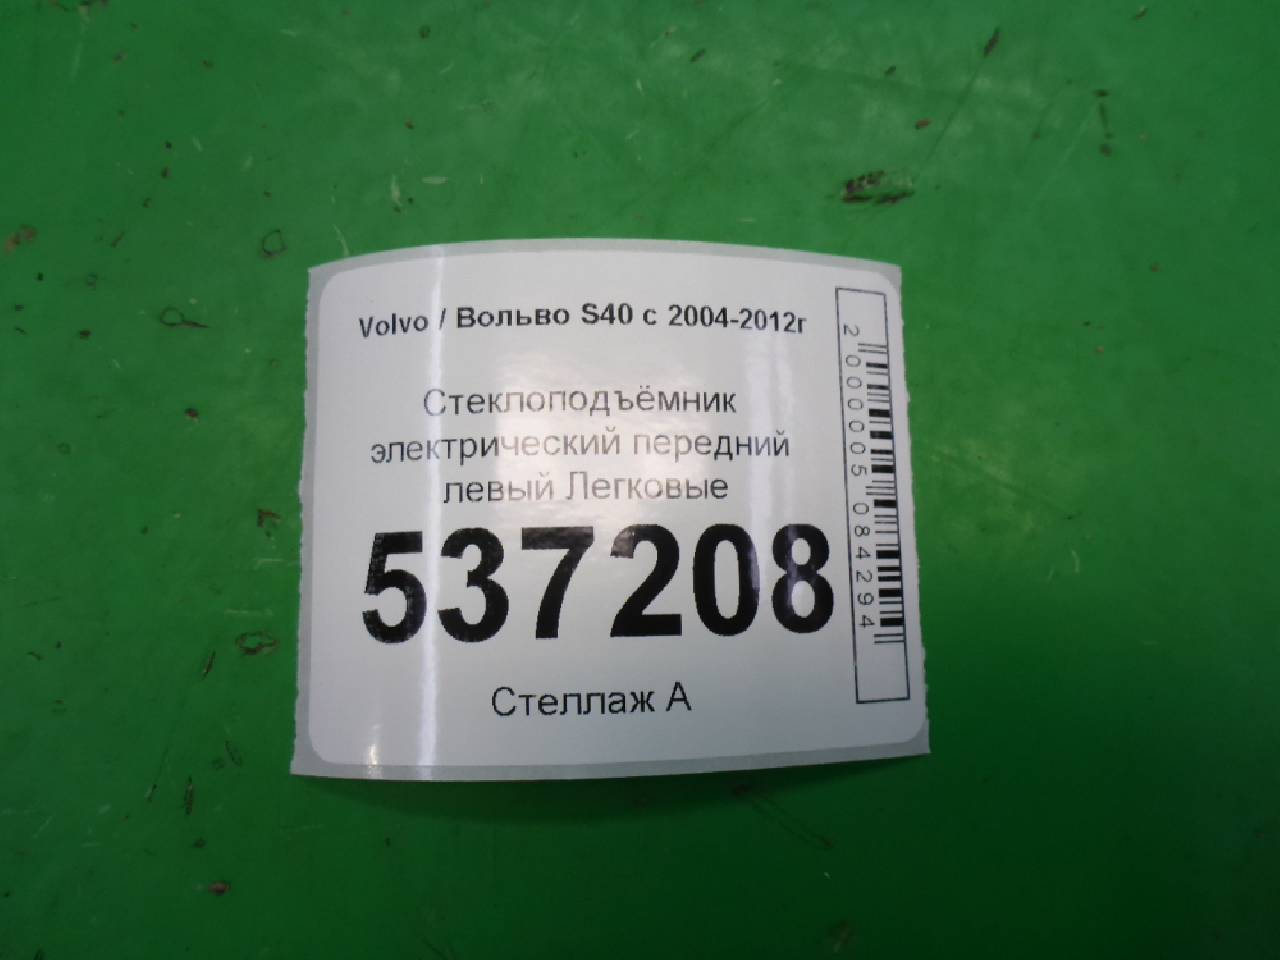 Volvo / Вольво S40 с 2004-2012г
Стеклоподъёмник
электрический передний
левый Легковые
537208
Стеллаж А
2000005084294